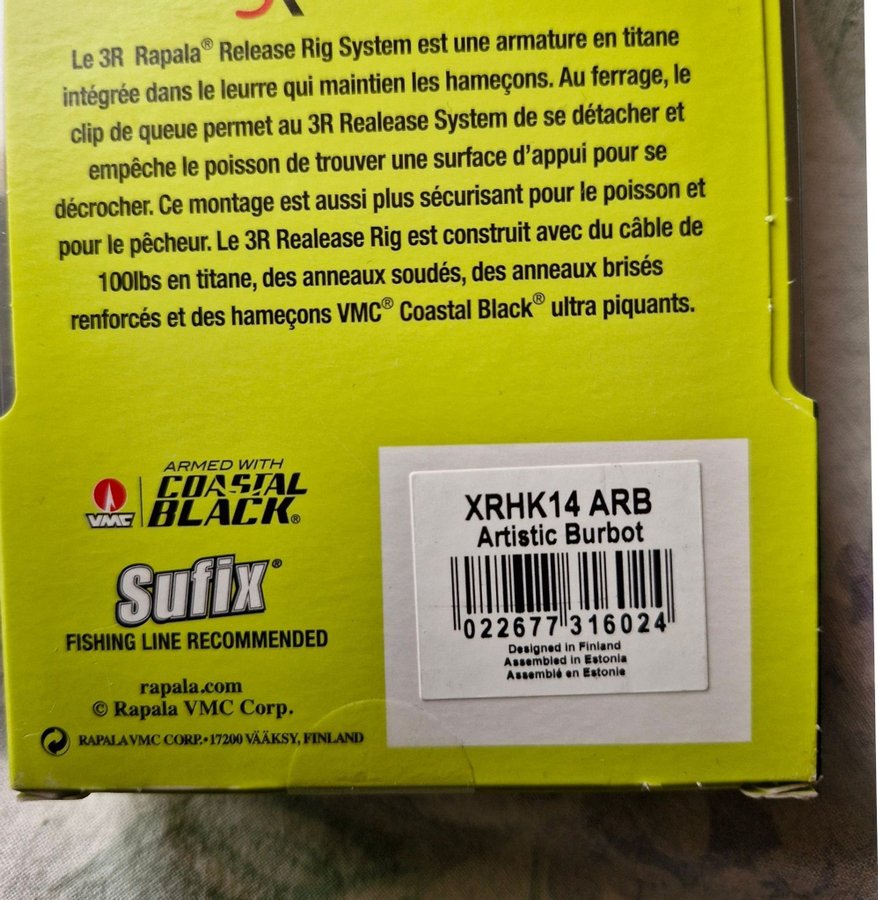 3R
Le 3R Rapala® Release Rig System est une armature en titane
intégrée dans le leurre qui maintien les hameçons. Au ferrage, le
clip de queue permet au 3R Realease System de se détacher et
empêche le poisson de trouver une surface d'appui pour se
décrocher. Ce montage est aussi plus sécurisant pour le poisson et
pour le pêcheur. Le 3R Realease Rig est construit avec du câble de
100lbs en titane, des anneaux soudés, des anneaux brisés
renforcés et des hameçons VMC® Coastal Black® ultra piquants.
VMC
ARMED WITH
COASTAL
BLACK®
Sufix®
FISHING LINE RECOMMENDED
rapala.com
© Rapala VMC Corp.
RAPALA VMC CORP. • 17200 VÄÄKSY, FINLAND
XRHK14 ARB
Artistic Burbot
022677 316024
Designed in Finland
Assembled in Estonia
Assemblé en Estonie